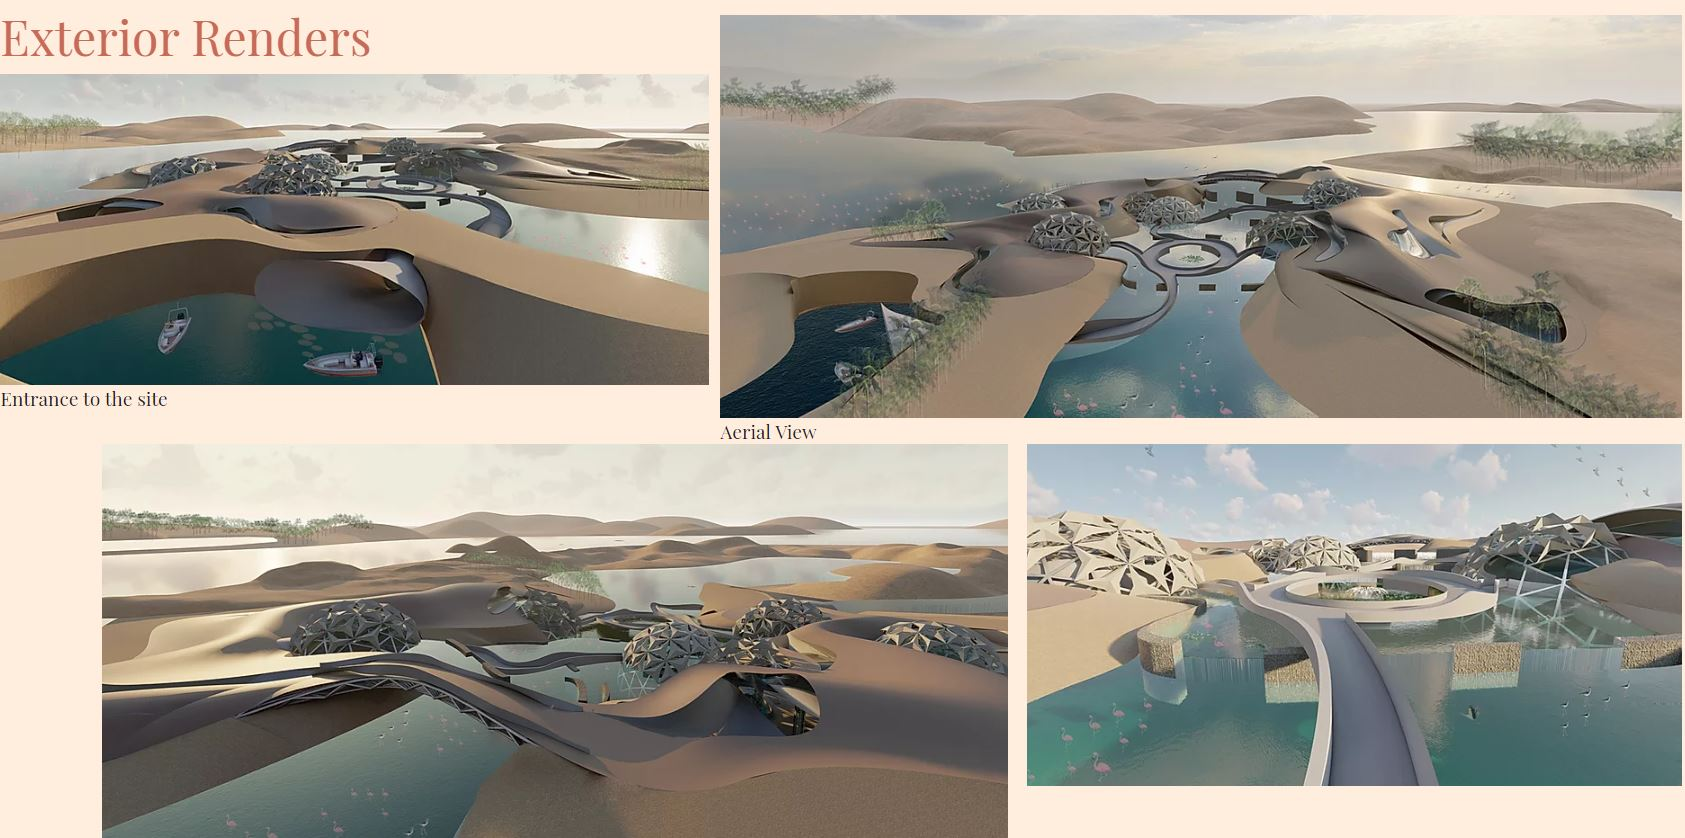 Exterior Renders
Entrance to the site
Aerial View